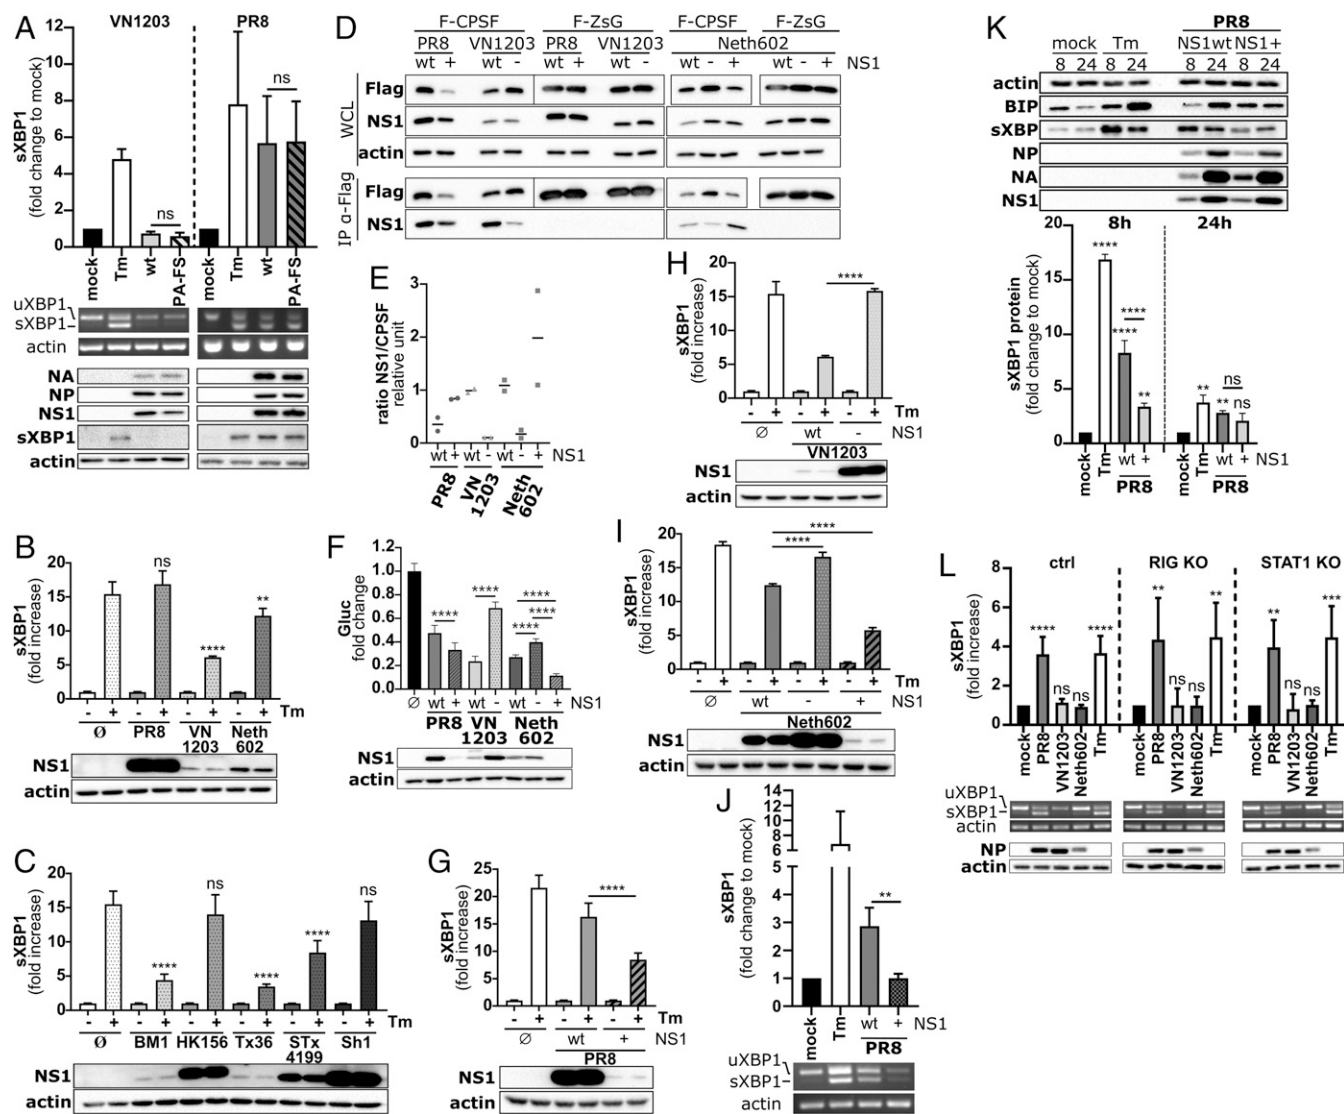 A
VN1203
PR8
sXBP1
(fold change to mock)
12
10
8
6
4
2
0
ns
ns
mock
Tm
wt
PA-FS
mock
Tm
wt
PA-FS
uXBP1
sXBP1
actin
NA
NP
NS1
sXBP1
actin
B
sXBP1
(fold increase)
20
15
10
5
0
ns
****
**
- + - + - + - + Tm
Ø PR8 VN 1203 Neth 602
NS1
actin
C
sXBP1
(fold increase)
20
15
10
5
0
****
ns
****
****
ns
- + - + - + - + - + - + Tm
Ø BM1 HK156 Tx36 STx 4199 Sh1
NS1
actin
D
F-CPSF F-ZsG F-CPSF F-ZsG
PR8 VN1203 PR8 VN1203 Neth602
wt + wt - wt + wt - wt - + wt - + NS1
WCL
Flag
NS1
actin
IP α-Flag
Flag
NS1
E
ratio NS1/CPSF
relative unit
3
2
1
0
wt + wt - wt - + NS1
PR8
VN 1203
Neth 602
F
Gluc
fold change
1.2
1.0
0.8
0.6
0.4
0.2
0.0
****
****
****
****
****
Ø wt + wt - wt - + NS1
PR8 VN 1203 Neth 602
NS1
actin
G
sXBP1
(fold increase)
25
20
15
10
5
0
****
- + - + - + Tm
Ø wt + NS1
PR8
NS1
actin
H
sXBP1
(fold increase)
20
15
10
5
0
****
- + - + - + Tm
Ø wt - NS1
VN1203
NS1
actin
I
sXBP1
(fold increase)
20
15
10
5
0
****
****
- + - + - + - + Tm
Ø wt - + NS1
Neth602
NS1
actin
J
sXBP1
(fold change to mock)
14
12
10
8
6
5
4
3
2
1
0
**
mock
Tm
wt + NS1
PR8
uXBP1
sXBP1
actin
K
PR8
mock Tm NS1wt NS1+
8 24 8 24 8 24 8 24
actin
BIP
sXBP
NP
NA
NS1
sXBP1 protein
(fold change to mock)
20
15
10
5
0
8h
24h
****
****
****
**
**
**
ns
ns
mock
Tm
wt +
PR8
mock
Tm
wt + NS1
PR8
L
ctrl
RIG KO
STAT1 KO
sXBP1
(fold increase)
8
6
4
2
0
****
ns
ns
****
**
ns
ns
**
**
ns
ns
***
mock
PR8
VN1203
Neth602
Tm
mock
PR8
VN1203
Neth602
Tm
mock
PR8
VN1203
Neth602
Tm
uXBP1
sXBP1
actin
NP
actin